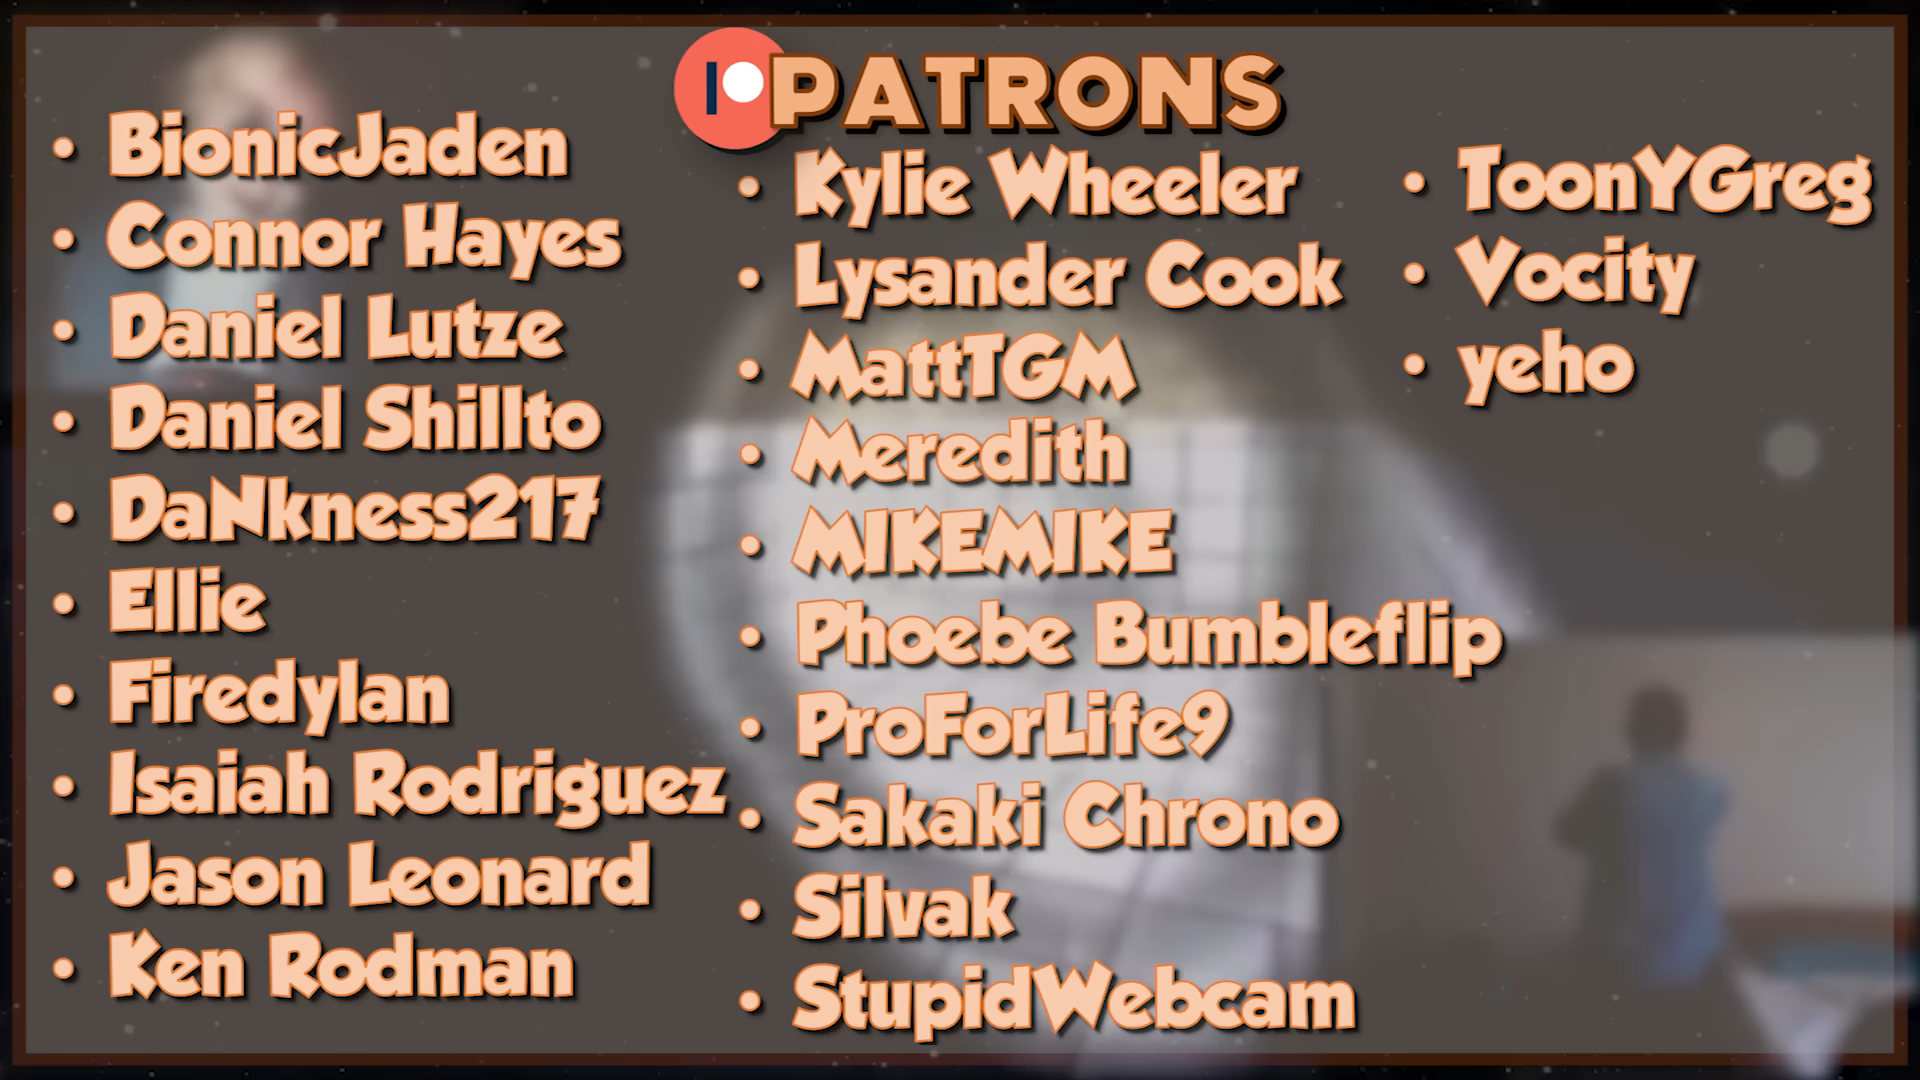 PATRONS
• BionicJaden
• Connor Hayes
• Daniel Lutze
• Daniel Shillto
• DaNkness217
• Ellie
• Firedylan
• Isaiah Rodriguez
• Jason Leonard
• Ken Rodman
• Kylie Wheeler
• Lysander Cook
• MattTGM
• Meredith
• MIKEMIKE
• Phoebe Bumbleflip
• ProForLife9
• Sakaki Chrono
• Silvak
• StupidWebcam
• ToonYGreg
• Vocity
• yeho